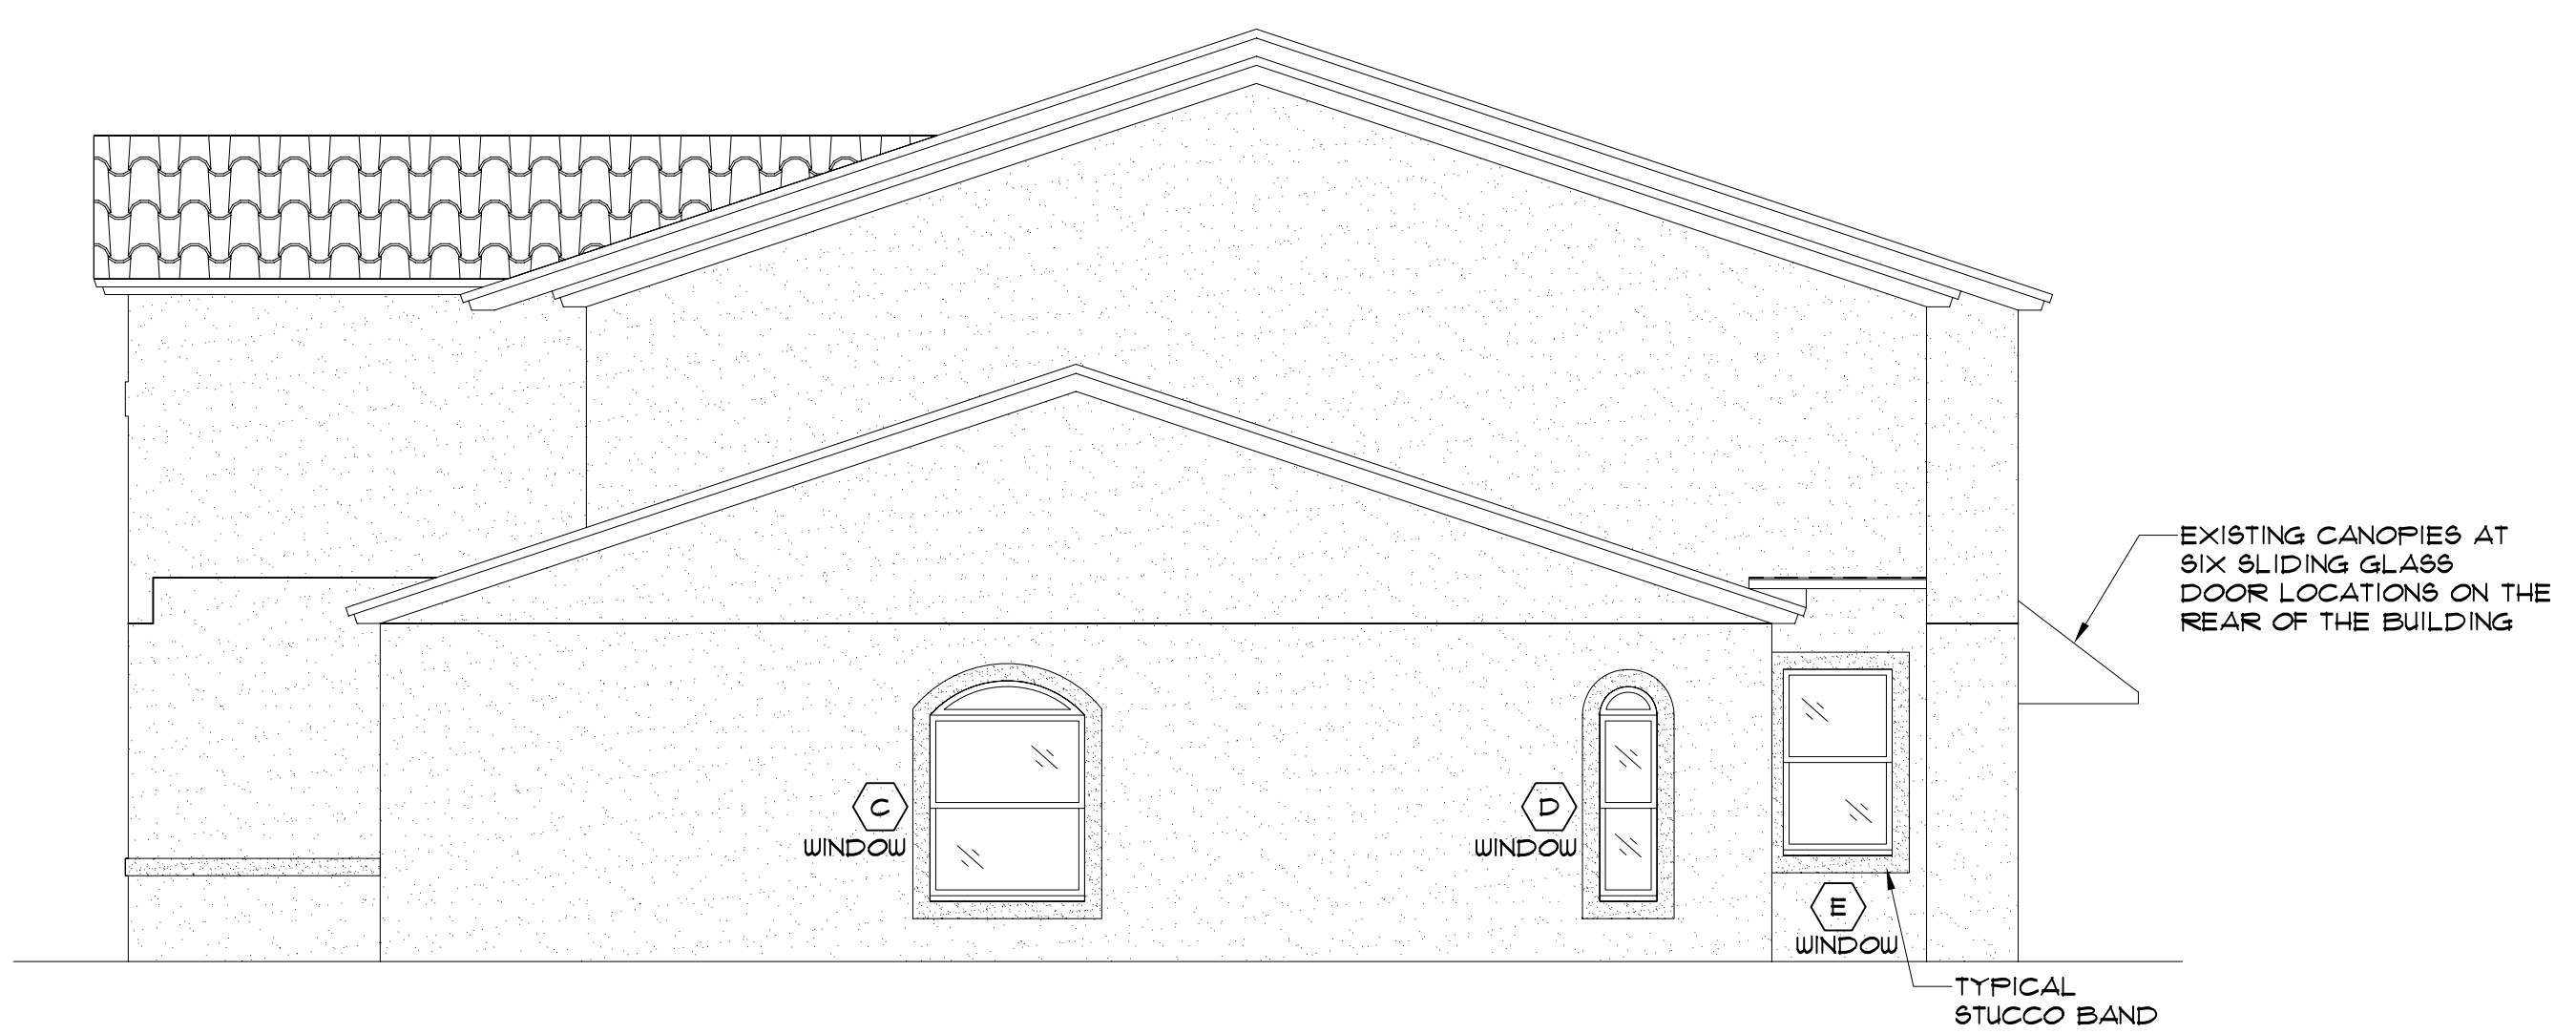 EXISTING CANOPIES AT
SIX SLIDING GLASS
DOOR LOCATIONS ON THE
REAR OF THE BUILDING
C
WINDOW
D
WINDOW
E
WINDOW
TYPICAL
STUCCO BAND